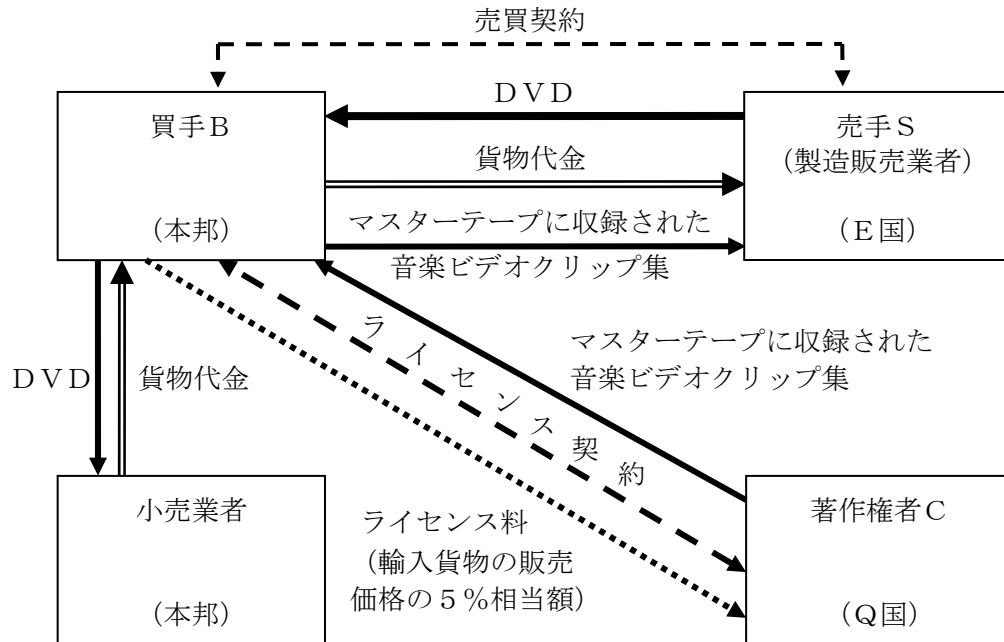 売買契約
買手Ｂ
（本邦）
ＤＶＤ
貨物代金
マスターテープに収録された
音楽ビデオクリップ集
売手Ｓ
（製造販売業者）
（Ｅ国）
ＤＶＤ
貨物代金
ライセンス契約
マスターテープに収録された
音楽ビデオクリップ集
小売業者
（本邦）
ライセンス料
（輸入貨物の販売
価格の５％相当額）
著作権者Ｃ
（Ｑ国）